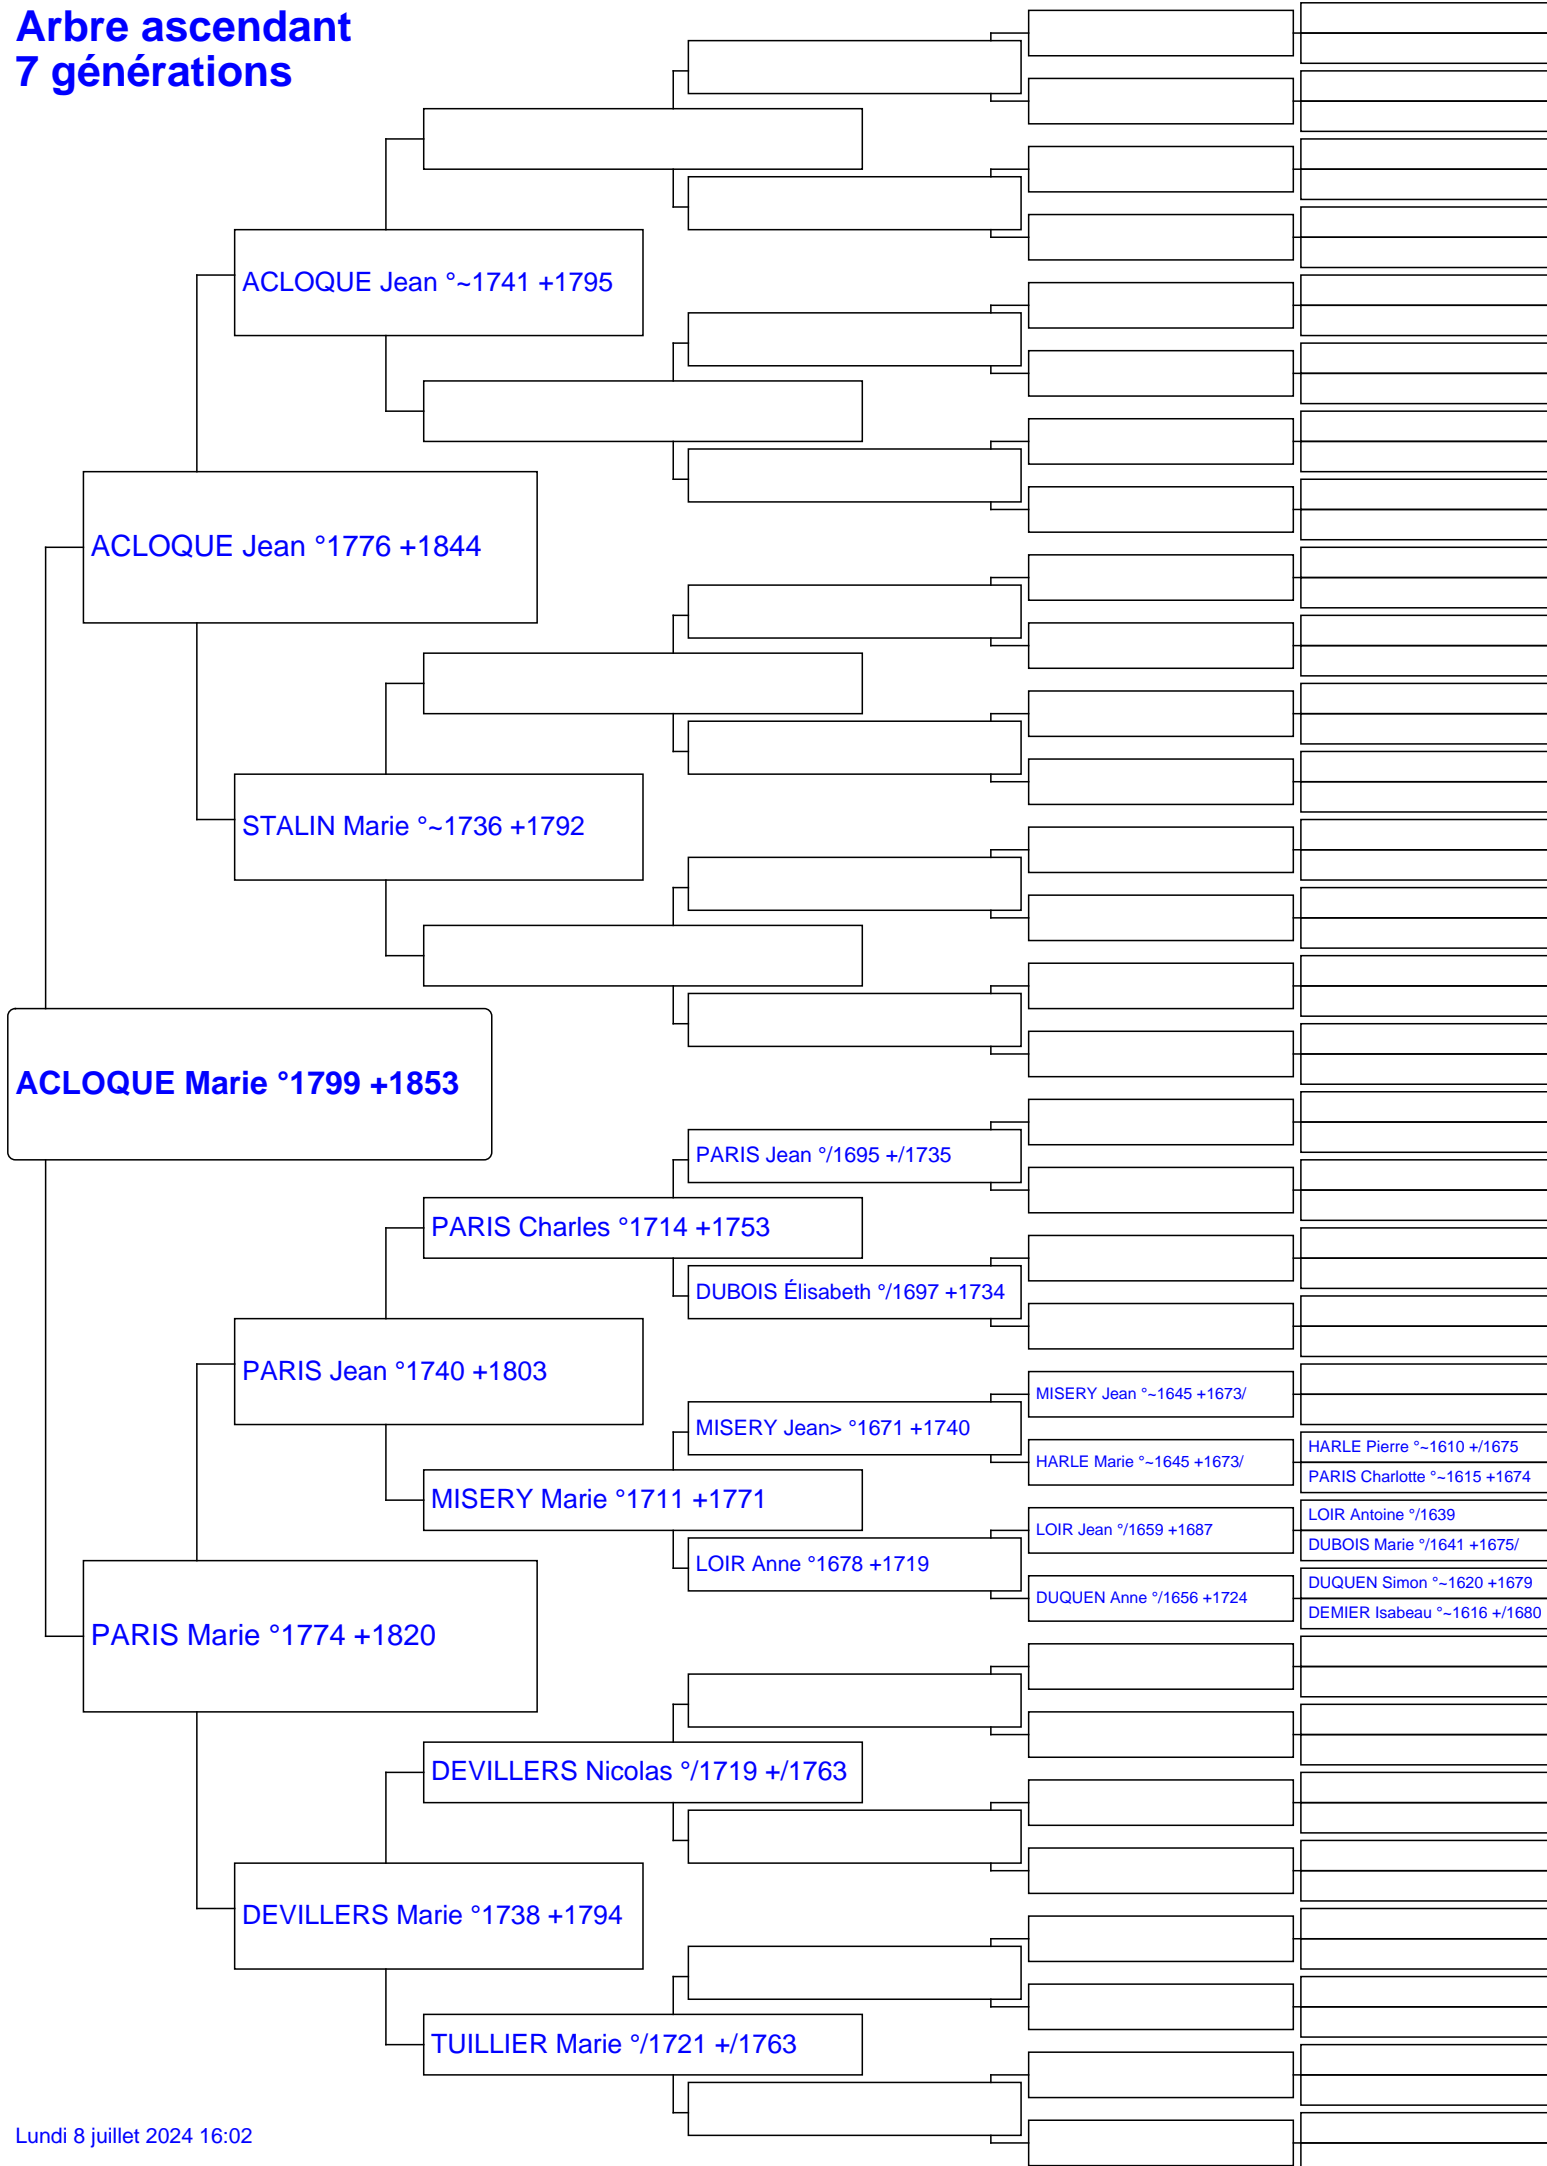 Arbre ascendant
7 générations
ACLOQUE Jean °~1741 +1795
ACLOQUE Jean °1776 +1844
STALIN Marie °~1736 +1792
ACLOQUE Marie °1799 +1853
PARIS Jean °/1695 +/1735
PARIS Charles °1714 +1753
DUBOIS Élisabeth °/1697 +1734
PARIS Jean °1740 +1803
MISERY Jean °~1645 +1673/
MISERY Jean> °1671 +1740
HARLE Pierre °~1610 +/1675
HARLE Marie °~1645 +1673/
PARIS Charlotte °~1615 +1674
MISERY Marie °1711 +1771
LOIR Antoine °/1639
LOIR Jean °/1659 +1687
DUBOIS Marie °/1641 +1675/
LOIR Anne °1678 +1719
DUQUEN Simon °~1620 +1679
DUQUEN Anne °/1656 +1724
DEMIER Isabeau °~1616 +/1680
PARIS Marie °1774 +1820
DEVILLERS Nicolas °/1719 +/1763
DEVILLERS Marie °1738 +1794
TUILLIER Marie °/1721 +/1763
Lundi 8 juillet 2024 16:02